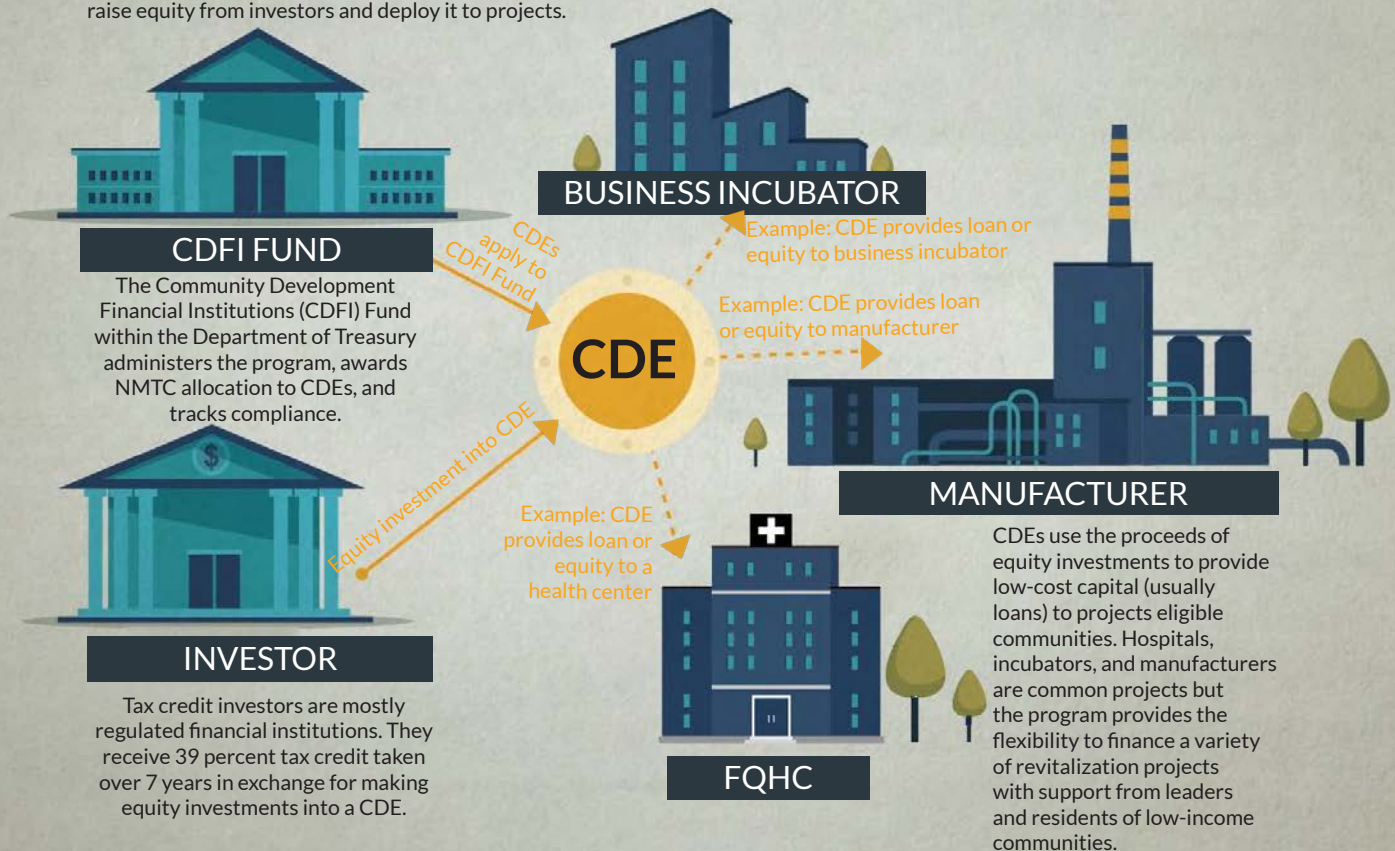 raise equity from investors and deploy it to projects.
BUSINESS INCUBATOR
CDFI FUND
The Community Development
Financial Institutions (CDFI) Fund
within the Department of Treasury
administers the program, awards
NMTC allocation to CDEs, and
tracks compliance.
CDEs
apply to
CDFI Fund
Example: CDE provides loan or
equity to business incubator
Example: CDE provides loan
or equity to manufacturer
CDE
Equity investment into CDE
Example: CDE
provides loan or
equity to a
health center
$
INVESTOR
Tax credit investors are mostly
regulated financial institutions. They
receive 39 percent tax credit taken
over 7 years in exchange for making
equity investments into a CDE.
FQHC
MANUFACTURER
CDEs use the proceeds of
equity investments to provide
low-cost capital (usually
loans) to projects eligible
communities. Hospitals,
incubators, and manufacturers
are common projects but
the program provides the
flexibility to finance a variety
of revitalization projects
with support from leaders
and residents of low-income
communities.